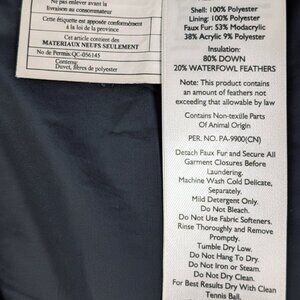 Ne pas enlever avant la
livraison au consommateur
Cette étiquette est apposée conformément
à la loi de la province
Cet article contient des
MATERIAUX NEUFS SEULEMENT
No de Permis: QC-056145
Contenu:
Duvet, fibres de polyester
Shell: 100% Polyester
Lining: 100% Polyester
Faux Fur: 53% Modacrylic
38% Acrylic 9% Polyester
Insulation:
80% DOWN
20% WATERFOWL FEATHERS
Note: This product contains
an amount of feathers not
exceeding that allowable by law
Contains Non-textile Parts
Of Animal Origin
PER. NO. PA-9900(CN)
Detach Faux Fur and Secure All
Garment Closures Before
Laundering.
Machine Wash Cold Delicate,
Separately.
Mild Detergent Only.
Do Not Bleach.
Do Not Use Fabric Softeners.
Rinse Thoroughly and Remove
Promptly.
Tumble Dry Low.
Do Not Hang To Dry.
Do Not Iron or Steam.
Do Not Dry Clean.
For Best Results Dry With Clean
Tennis Ball.